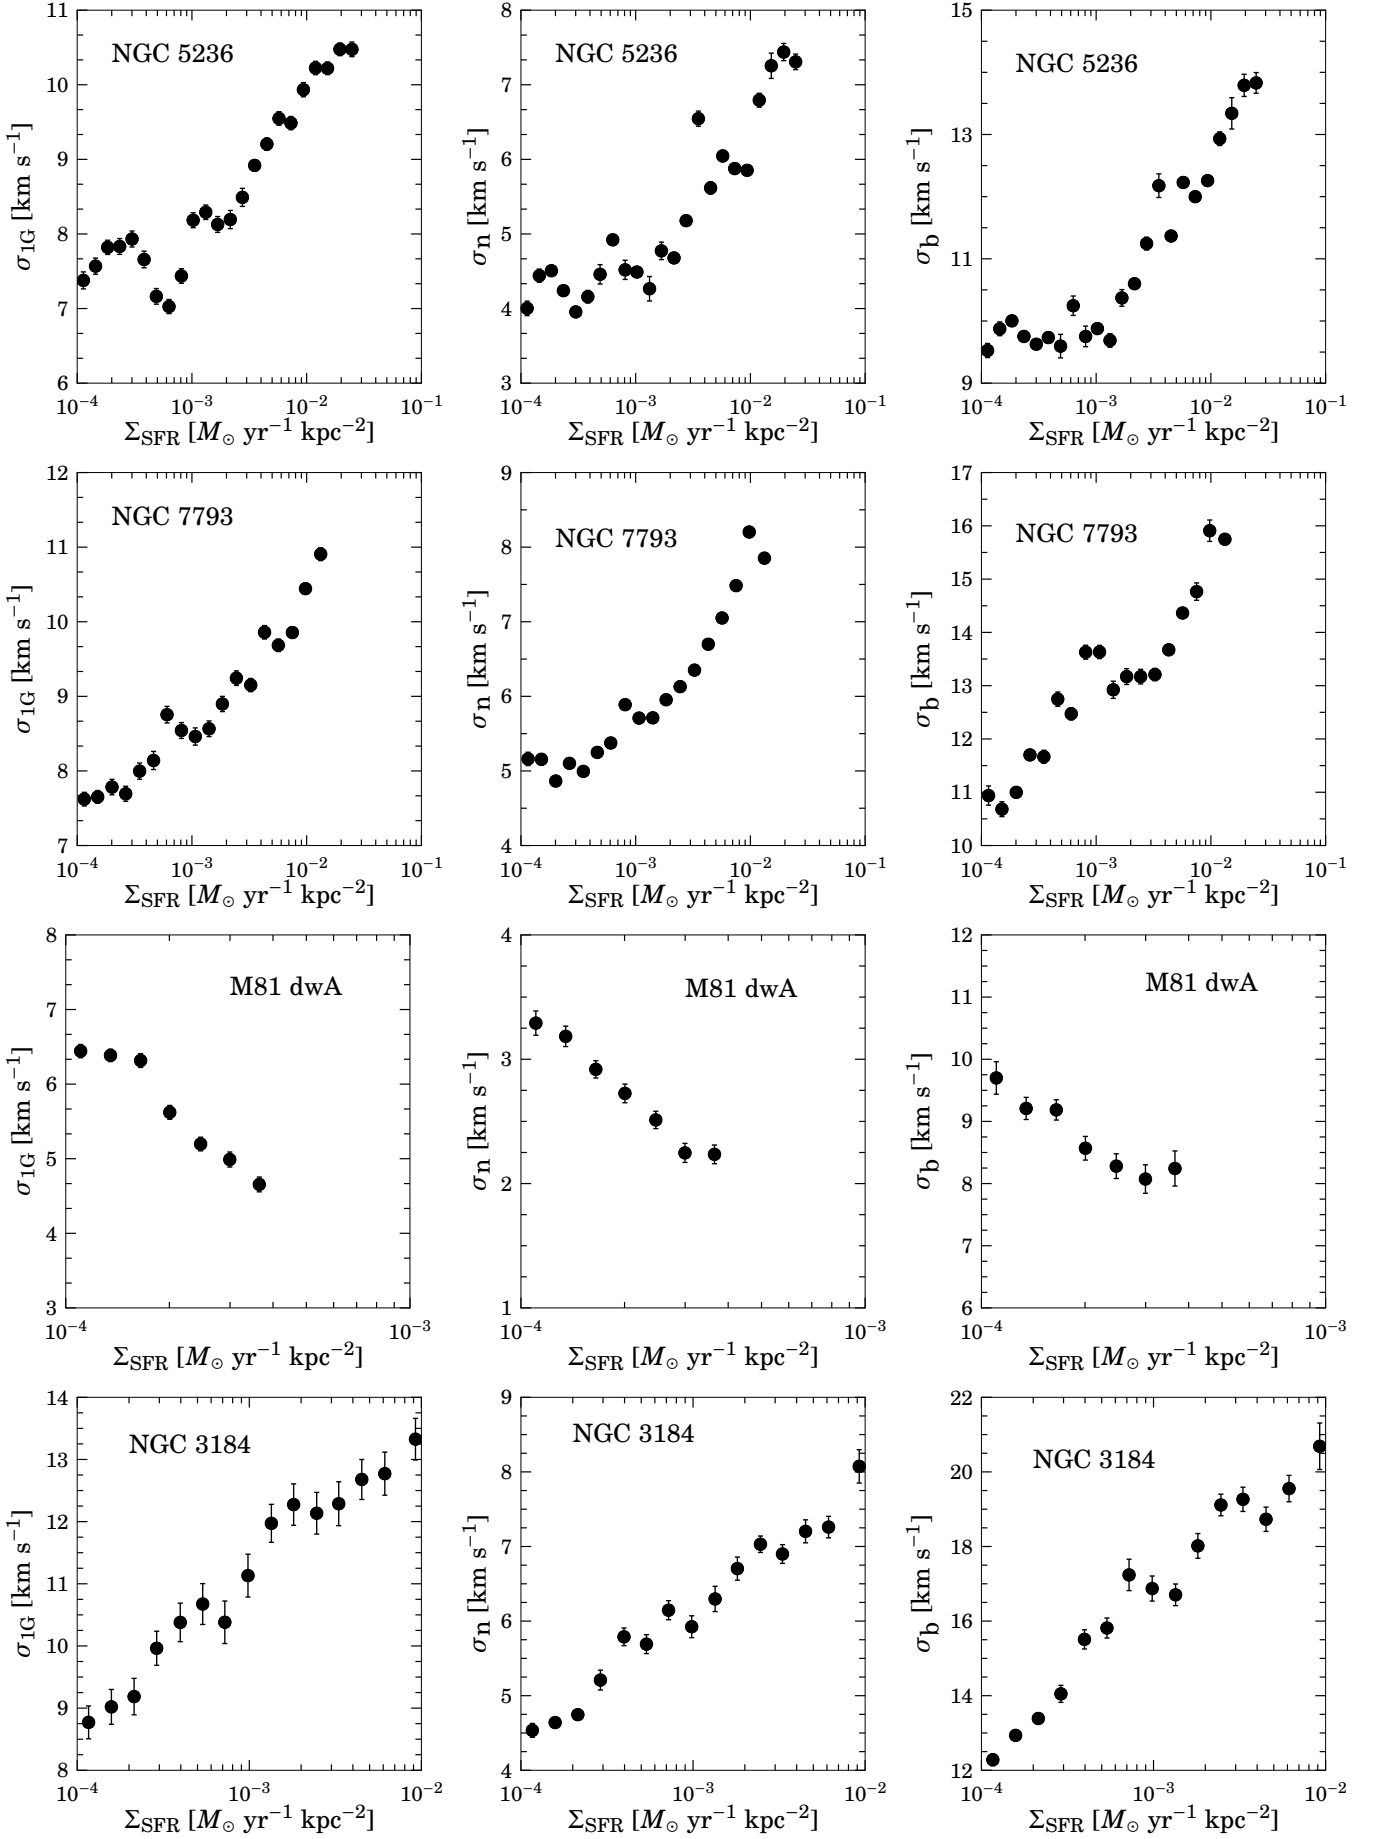 11
10
9
8
7
6
σ1G [km s−1]
NGC 5236
10−4 10−3 10−2 10−1
ΣSFR [M⊙ yr−1 kpc−2]
8
7
6
5
4
3
σn [km s−1]
NGC 5236
10−4 10−3 10−2 10−1
ΣSFR [M⊙ yr−1 kpc−2]
15
13
11
9
σb [km s−1]
NGC 5236
10−4 10−3 10−2 10−1
ΣSFR [M⊙ yr−1 kpc−2]
12
11
10
9
8
7
σ1G [km s−1]
NGC 7793
10−4 10−3 10−2 10−1
ΣSFR [M⊙ yr−1 kpc−2]
9
8
7
6
5
4
σn [km s−1]
NGC 7793
10−4 10−3 10−2 10−1
ΣSFR [M⊙ yr−1 kpc−2]
17
16
15
14
13
12
11
10
σb [km s−1]
NGC 7793
10−4 10−3 10−2 10−1
ΣSFR [M⊙ yr−1 kpc−2]
8
7
6
5
4
3
σ1G [km s−1]
M81 dwA
10−4 10−3
ΣSFR [M⊙ yr−1 kpc−2]
4
3
2
1
σn [km s−1]
M81 dwA
10−4 10−3
ΣSFR [M⊙ yr−1 kpc−2]
12
11
10
9
8
7
6
σb [km s−1]
M81 dwA
10−4 10−3
ΣSFR [M⊙ yr−1 kpc−2]
14
13
12
11
10
9
8
σ1G [km s−1]
NGC 3184
10−4 10−3 10−2
ΣSFR [M⊙ yr−1 kpc−2]
9
8
7
6
5
4
σn [km s−1]
NGC 3184
10−4 10−3 10−2
ΣSFR [M⊙ yr−1 kpc−2]
22
20
18
16
14
12
σb [km s−1]
NGC 3184
10−4 10−3 10−2
ΣSFR [M⊙ yr−1 kpc−2]